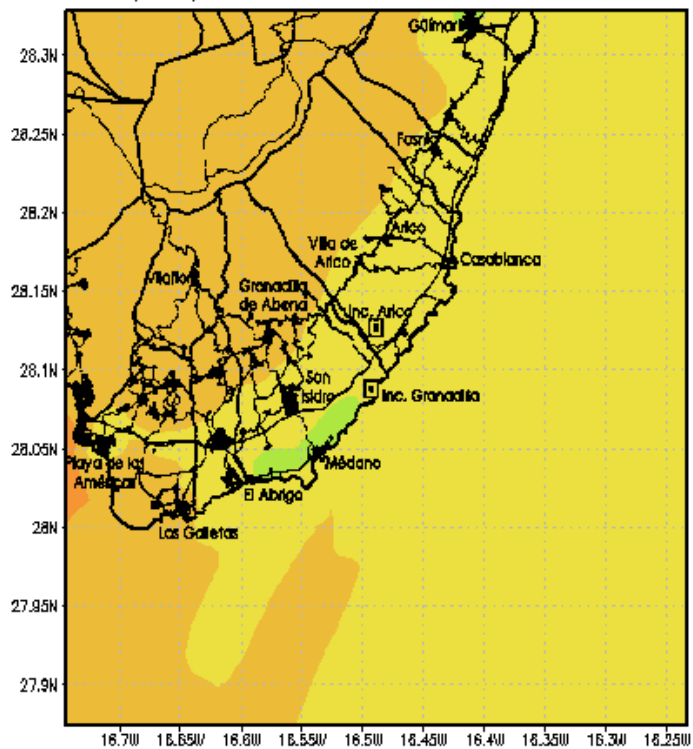 28.3N
Güímar
28.25N
Fasnia
28.2N
Arico
Villa de
Arico
Casablanca
Vilaflor
Granadilla
de Abona
28.15N
Inc. Arico
28.1N
San
Isidro
Inc. Granadilla
28.05N
Playa de las
Américas
Médano
El Abrigo
28N
Las Galletas
27.95N
27.9N
16.7W 16.65W 16.6W 16.55W 16.5W 16.45W 16.4W 16.35W 16.3W 16.25W